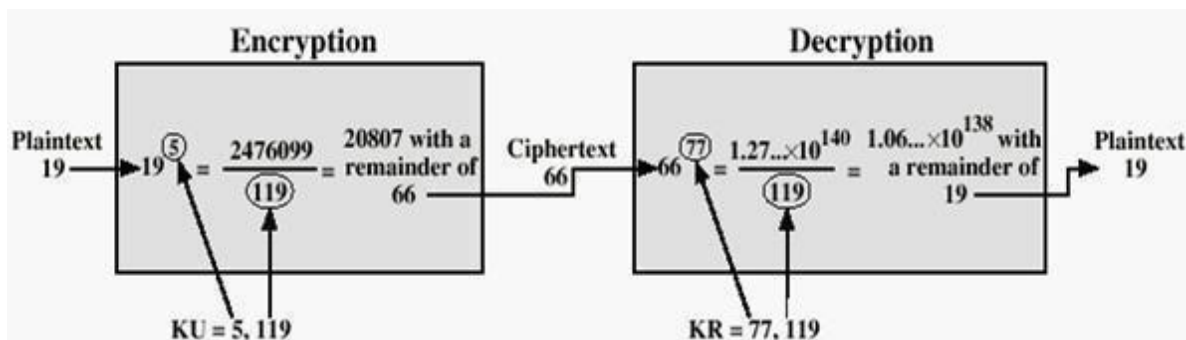 Encryption
Decryption
Plaintext
19
19 5 = 2476099 / 119 = 20807 with a
remainder of
66
Ciphertext
66
66 77 = 1.27...×10 140 / 119 = 1.06...×10 138 with
a remainder of
19
Plaintext
19
KU = 5, 119
KR = 77, 119